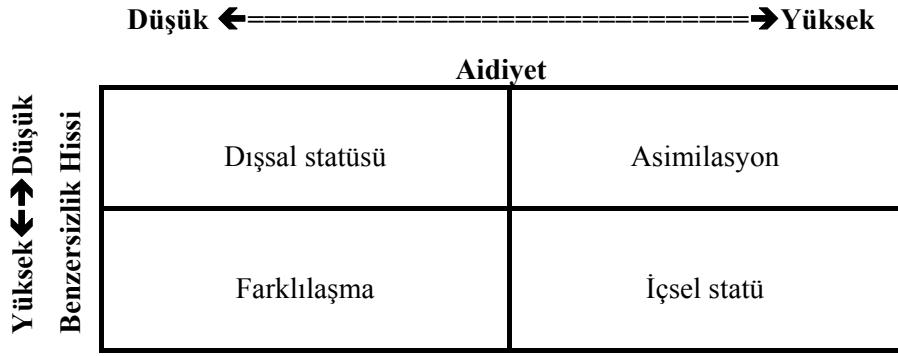 Düşük 🡸========================🡺Yüksek
Aidiyet
Yüksek🡸🡺Düşük
Benzersizlik Hissi
Dışsal statüsü Asimilasyon
Farklılaşma İçsel statü